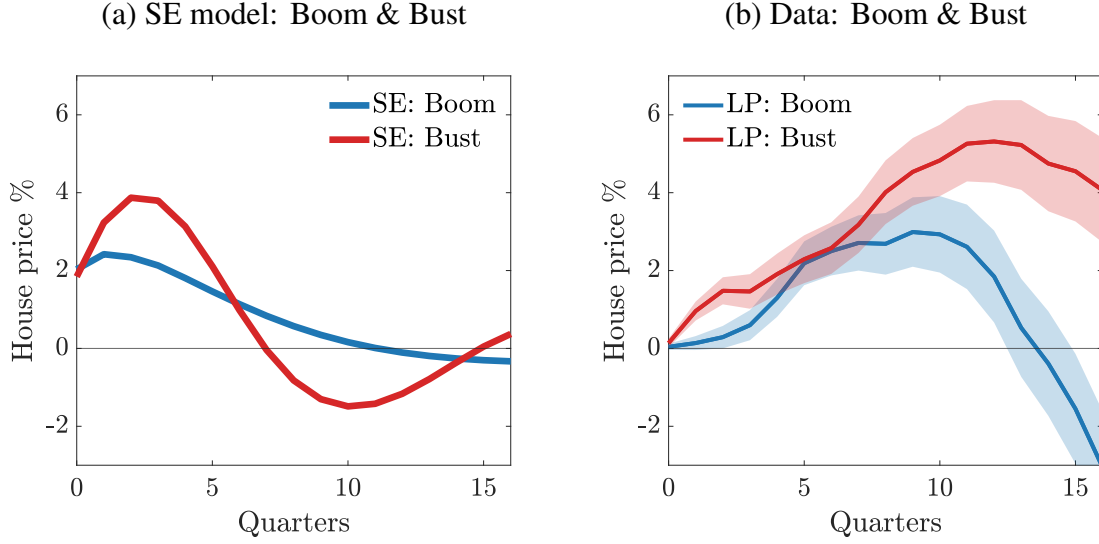 (a) SE model: Boom & Bust
House price %
6
4
2
0
-2
SE: Boom
SE: Bust
0 5 10 15
Quarters
(b) Data: Boom & Bust
House price %
6
4
2
0
-2
LP: Boom
LP: Bust
0 5 10 15
Quarters